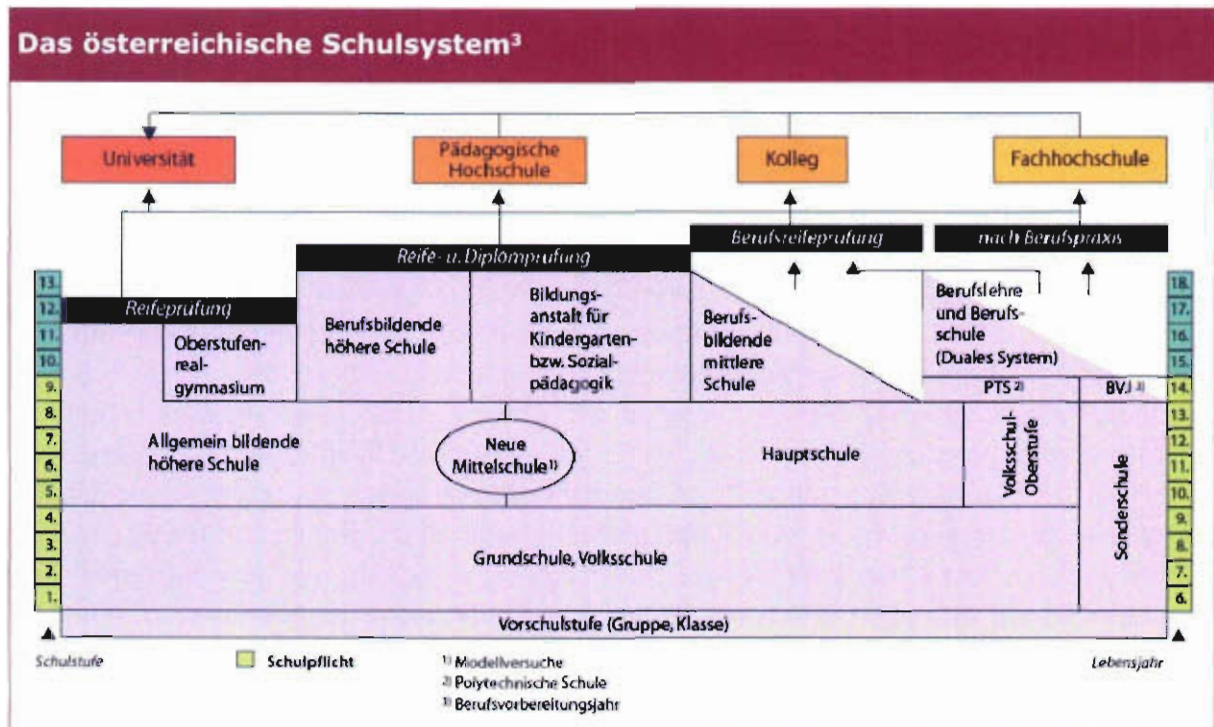 Das österreichische Schulsystem³
Universität
Pädagogische
Hochschule
Kolleg
Fachhochschule
Berufsreifeprüfung
nach Berufspraxis
Reife- u. Diplomprüfung
Reifeprüfung
13.
12.
11.
10.
9.
8.
7.
6.
5.
4.
3.
2.
1.
Oberstufen-
real-
gymnasium
Berufsbildende
höhere Schule
Bildungs-
anstalt für
Kindergarten-
bzw. Sozial-
pädagogik
Berufs-
bildende
mittlere
Schule
Berufslehre
und Berufs-
schule
(Duales System)
PTS ²⁾
BVJ ³⁾
Allgemein bildende
höhere Schule
Neue
Mittelschule¹⁾
Hauptschule
Volksschul-
Oberstufe
Sonderschule
Grundschule, Volksschule
Vorschulstufe (Gruppe, Klasse)
18.
17.
16.
15.
14.
13.
12.
11.
10.
9.
8.
7.
6.
Schulstufe
Schulpflicht
¹⁾ Modellversuche
²⁾ Polytechnische Schule
³⁾ Berufsvorbereitungsjahr
Lebensjahr